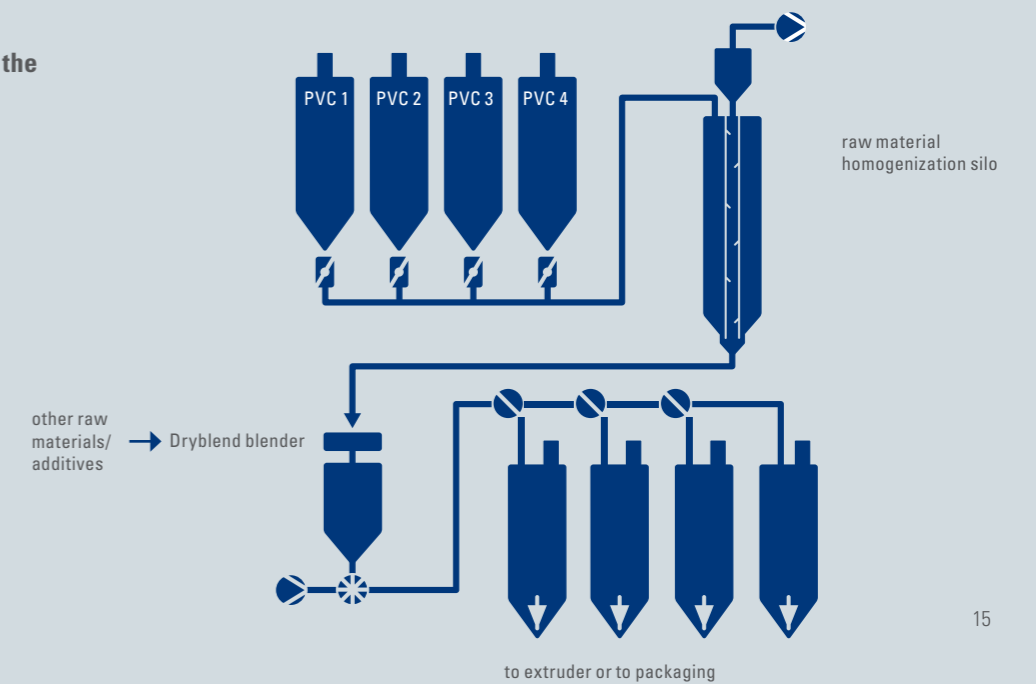 the
PVC 1
PVC 2
PVC 3
PVC 4
raw material
homogenization silo
other raw
materials/
additives
Dryblend blender
15
to extruder or to packaging